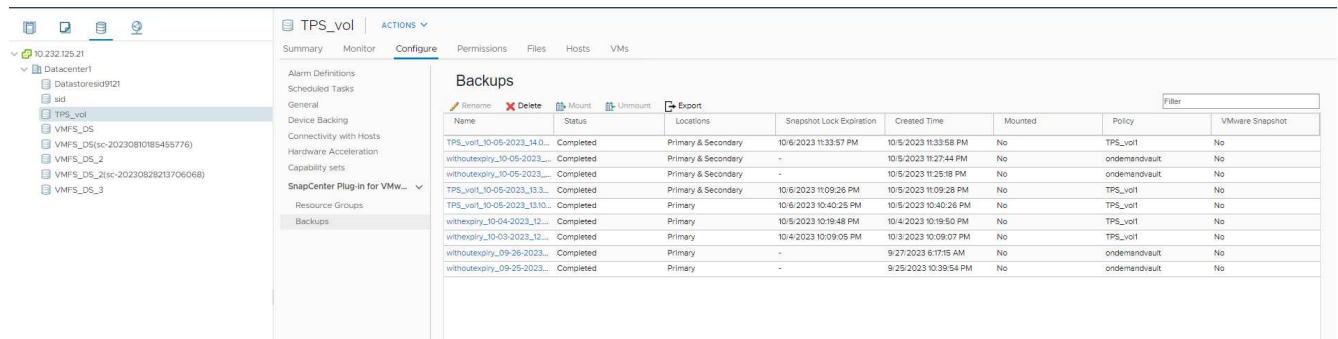 TPS_vol ACTIONS
Summary Monitor Configure Permissions Files Hosts VMs
10.232.125.21
Datacenter1
Datastoresid9121
sid
TPS_vol
VMFS_DS
VMFS_DS(sc-20230810185455776)
VMFS_DS_2
VMFS_DS_2(sc-20230828213706068)
VMFS_DS_3
Alarm Definitions
Scheduled Tasks
General
Device Backing
Connectivity with Hosts
Hardware Acceleration
Capability sets
SnapCenter Plug-in for VMw...
Resource Groups
Backups
Backups
Rename Delete Mount Unmount Export Filter
Name Status Locations Snapshot Lock Expiration Created Time Mounted Policy VMware Snapshot
TPS_vol1_10-05-2023_14.0... Completed Primary & Secondary 10/6/2023 11:33:57 PM 10/5/2023 11:33:58 PM No TPS_vol1 No
withoutexpiry_10-05-2023_... Completed Primary & Secondary - 10/5/2023 11:27:44 PM No ondemandvault No
withoutexpiry_10-05-2023_... Completed Primary & Secondary - 10/5/2023 11:25:18 PM No ondemandvault No
TPS_vol1_10-05-2023_13.3... Completed Primary & Secondary 10/6/2023 11:09:26 PM 10/5/2023 11:09:28 PM No TPS_vol1 No
TPS_vol1_10-05-2023_13.10... Completed Primary 10/6/2023 10:40:25 PM 10/5/2023 10:40:26 PM No TPS_vol1 No
withexpiry_10-04-2023_12.... Completed Primary 10/5/2023 10:19:48 PM 10/4/2023 10:19:50 PM No TPS_vol1 No
withexpiry_10-03-2023_12.... Completed Primary 10/4/2023 10:09:05 PM 10/3/2023 10:09:07 PM No TPS_vol1 No
withoutexpiry_09-26-2023... Completed Primary - 9/27/2023 6:17:15 AM No ondemandvault No
withoutexpiry_09-25-2023... Completed Primary - 9/25/2023 10:39:54 PM No ondemandvault No